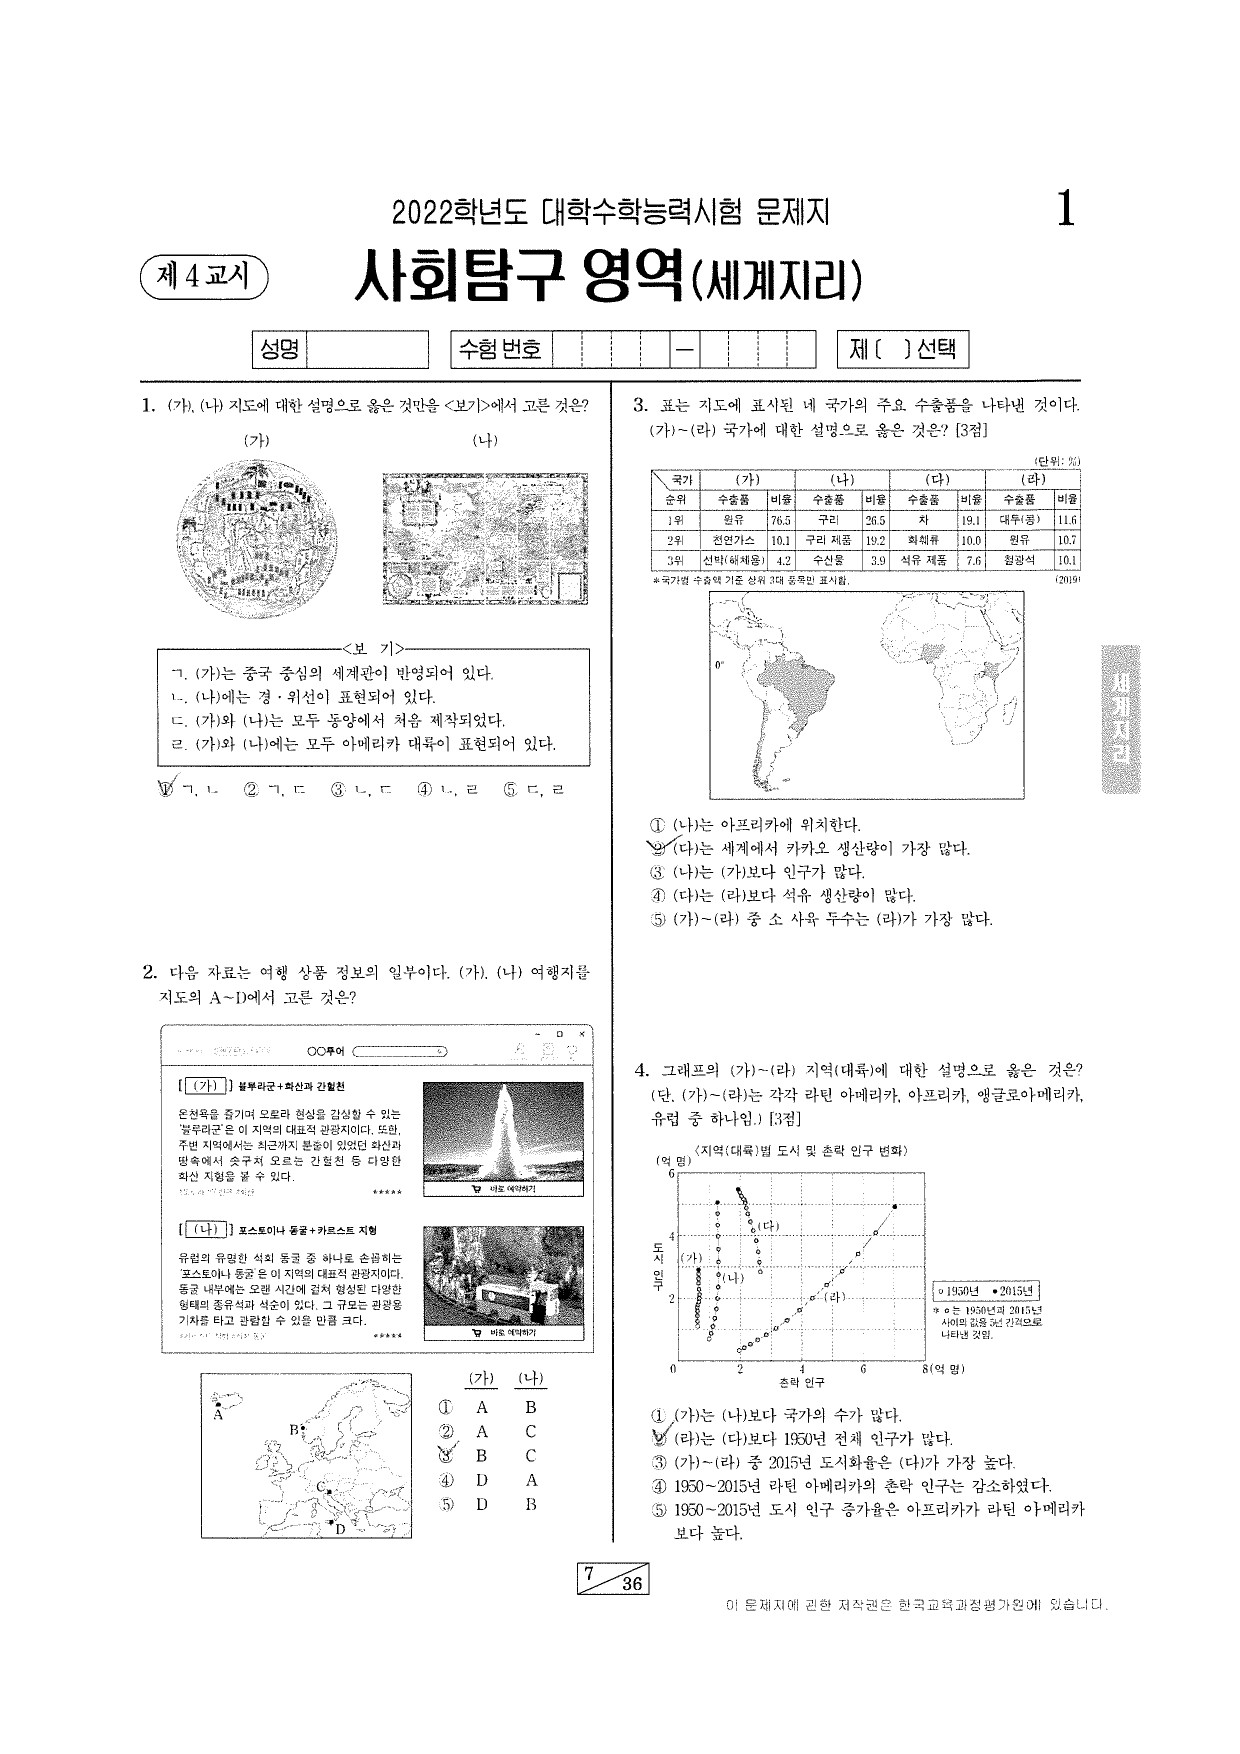 2022학년도 대학수학능력시험 문제지
1
제 4 교시
사회탐구 영역(세계지리)
성명
수험 번호
—
제 ( ) 선택
1. (가), (나) 지도에 대한 설명으로 옳은 것만을 <보기>에서 고른 것은?
(가)
(나)
<보 기>
ㄱ. (가)는 중국 중심의 세계관이 반영되어 있다.
ㄴ. (나)에는 경·위선이 표현되어 있다.
ㄷ. (가)와 (나)는 모두 동양에서 처음 제작되었다.
ㄹ. (가)와 (나)에는 모두 아메리카 대륙이 표현되어 있다.
① ㄱ, ㄴ ② ㄱ, ㄷ ③ ㄴ, ㄷ ④ ㄴ, ㄹ ⑤ ㄷ, ㄹ
2. 다음 자료는 여행 상품 정보의 일부이다. (가), (나) 여행지를
지도의 A~D에서 고른 것은?
○○투어
[ (가) ] 블루라군+화산과 간헐천
온천욕을 즐기며 오로라 현상을 감상할 수 있는
'블루라군'은 이 지역의 대표적 관광지이다. 또한,
주변 지역에서는 최근까지 분출이 있었던 화산과
땅속에서 솟구쳐 오르는 간헐천 등 다양한
화산 지형을 볼 수 있다.
★★★★★
바로 예약하기
[ (나) ] 포스토이나 동굴+카르스트 지형
유럽의 유명한 석회 동굴 중 하나로 손꼽히는
'포스토이나 동굴'은 이 지역의 대표적 관광지이다.
동굴 내부에는 오랜 시간에 걸쳐 형성된 다양한
형태의 종유석과 석순이 있다. 그 규모는 관광용
기차를 타고 관람할 수 있을 만큼 크다.
★★★★★
바로 예약하기
A
B
C
D
(가) (나)
① A B
② A C
③ B C
④ D A
⑤ D B
3. 표는 지도에 표시된 네 국가의 주요 수출품을 나타낸 것이다.
(가)~(라) 국가에 대한 설명으로 옳은 것은? [3점]
(단위: %)
국가 (가) (나) (다) (라)
순위 수출품 비율 수출품 비율 수출품 비율 수출품 비율
1위 원유 76.5 구리 26.5 차 19.1 대두(콩) 11.6
2위 천연가스 10.1 구리 제품 19.2 화훼류 10.0 원유 10.7
3위 선박(해체용) 4.2 수산물 3.9 석유 제품 7.6 철광석 10.1
*국가별 수출액 기준 상위 3대 품목만 표시함.
(2019)
0°
① (나)는 아프리카에 위치한다.
② (다)는 세계에서 카카오 생산량이 가장 많다.
③ (나)는 (가)보다 인구가 많다.
④ (다)는 (라)보다 석유 생산량이 많다.
⑤ (가)~(라) 중 소 사육 두수는 (라)가 가장 많다.
4. 그래프의 (가)~(라) 지역(대륙)에 대한 설명으로 옳은 것은?
(단, (가)~(라)는 각각 라틴 아메리카, 아프리카, 앵글로아메리카,
유럽 중 하나임.) [3점]
<지역(대륙)별 도시 및 촌락 인구 변화>
(억 명)
6
4
2
0
2
4
6
8(억 명)
도시 인구
촌락 인구
(가)
(나)
(다)
(라)
○1950년 ●2015년
* ○는 1950년과 2015년
사이의 값을 5년 간격으로
나타낸 것임.
① (가)는 (나)보다 국가의 수가 많다.
② (라)는 (다)보다 1950년 전체 인구가 많다.
③ (가)~(라) 중 2015년 도시화율은 (다)가 가장 높다.
④ 1950~2015년 라틴 아메리카의 촌락 인구는 감소하였다.
⑤ 1950~2015년 도시 인구 증가율은 아프리카가 라틴 아메리카
보다 높다.
세계지리
7
36
이 문제지에 관한 저작권은 한국교육과정평가원에 있습니다.